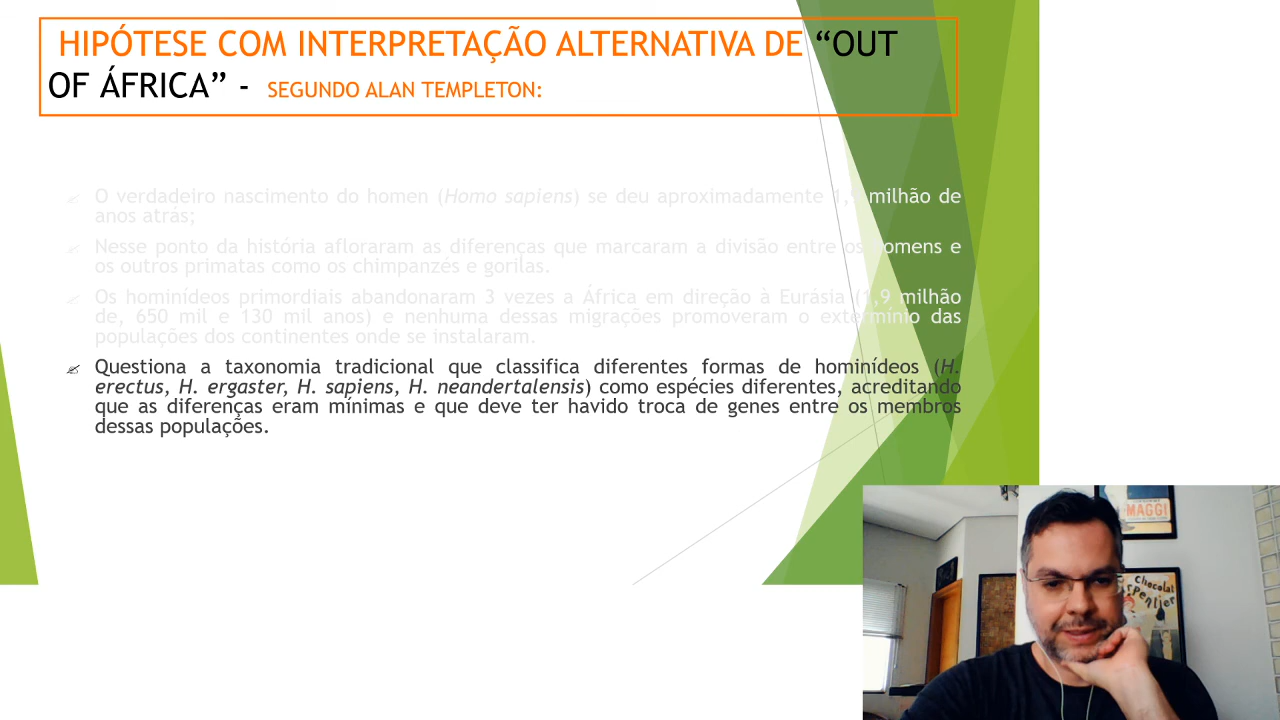 HIPÓTESE COM INTERPRETAÇÃO ALTERNATIVA DE “OUT
OF ÁFRICA” - SEGUNDO ALAN TEMPLETON:
O verdadeiro nascimento do homen (Homo sapiens) se deu aproximadamente 1,9 milhão de
anos atrás;
Nesse ponto da história afloraram as diferenças que marcaram a divisão entre os homens e
os outros primatas como os chimpanzés e gorilas.
Os hominídeos primordiais abandonaram 3 vezes a África em direção à Eurásia (1,9 milhão
de, 650 mil e 130 mil anos) e nenhuma dessas migrações promoveram o extermínio das
populações dos continentes onde se instalaram.
Questiona a taxonomia tradicional que classifica diferentes formas de hominídeos (H.
erectus, H. ergaster, H. sapiens, H. neandertalensis) como espécies diferentes, acreditando
que as diferenças eram mínimas e que deve ter havido troca de genes entre os membros
dessas populações.
MAGGI
Chocolat